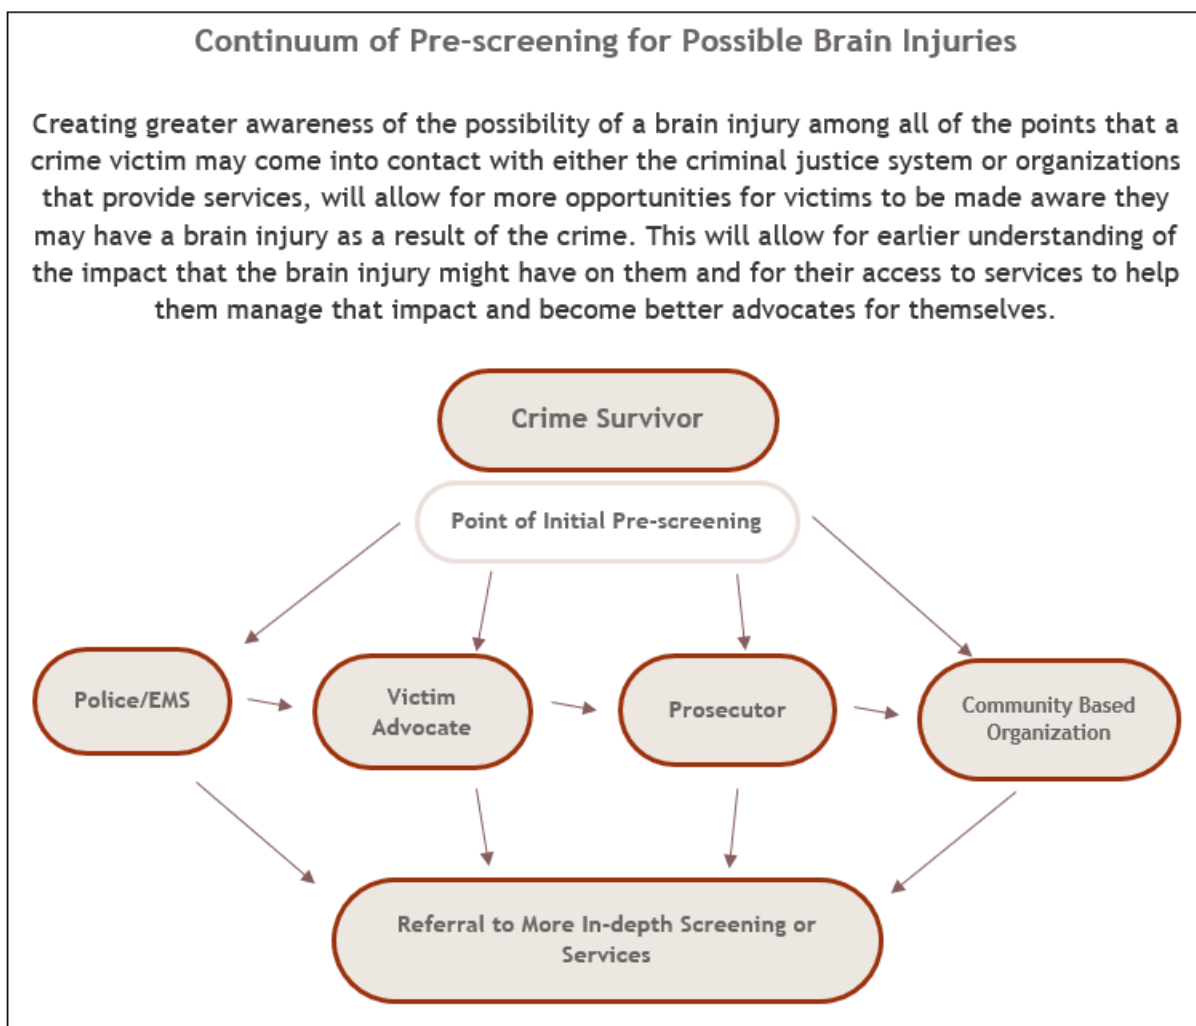 Continuum of Pre-screening for Possible Brain Injuries
Creating greater awareness of the possibility of a brain injury among all of the points that a
crime victim may come into contact with either the criminal justice system or organizations
that provide services, will allow for more opportunities for victims to be made aware they
may have a brain injury as a result of the crime. This will allow for earlier understanding of
the impact that the brain injury might have on them and for their access to services to help
them manage that impact and become better advocates for themselves.
Crime Survivor
Point of Initial Pre-screening
Police/EMS
Victim
Advocate
Prosecutor
Community Based
Organization
Referral to More In-depth Screening or
Services